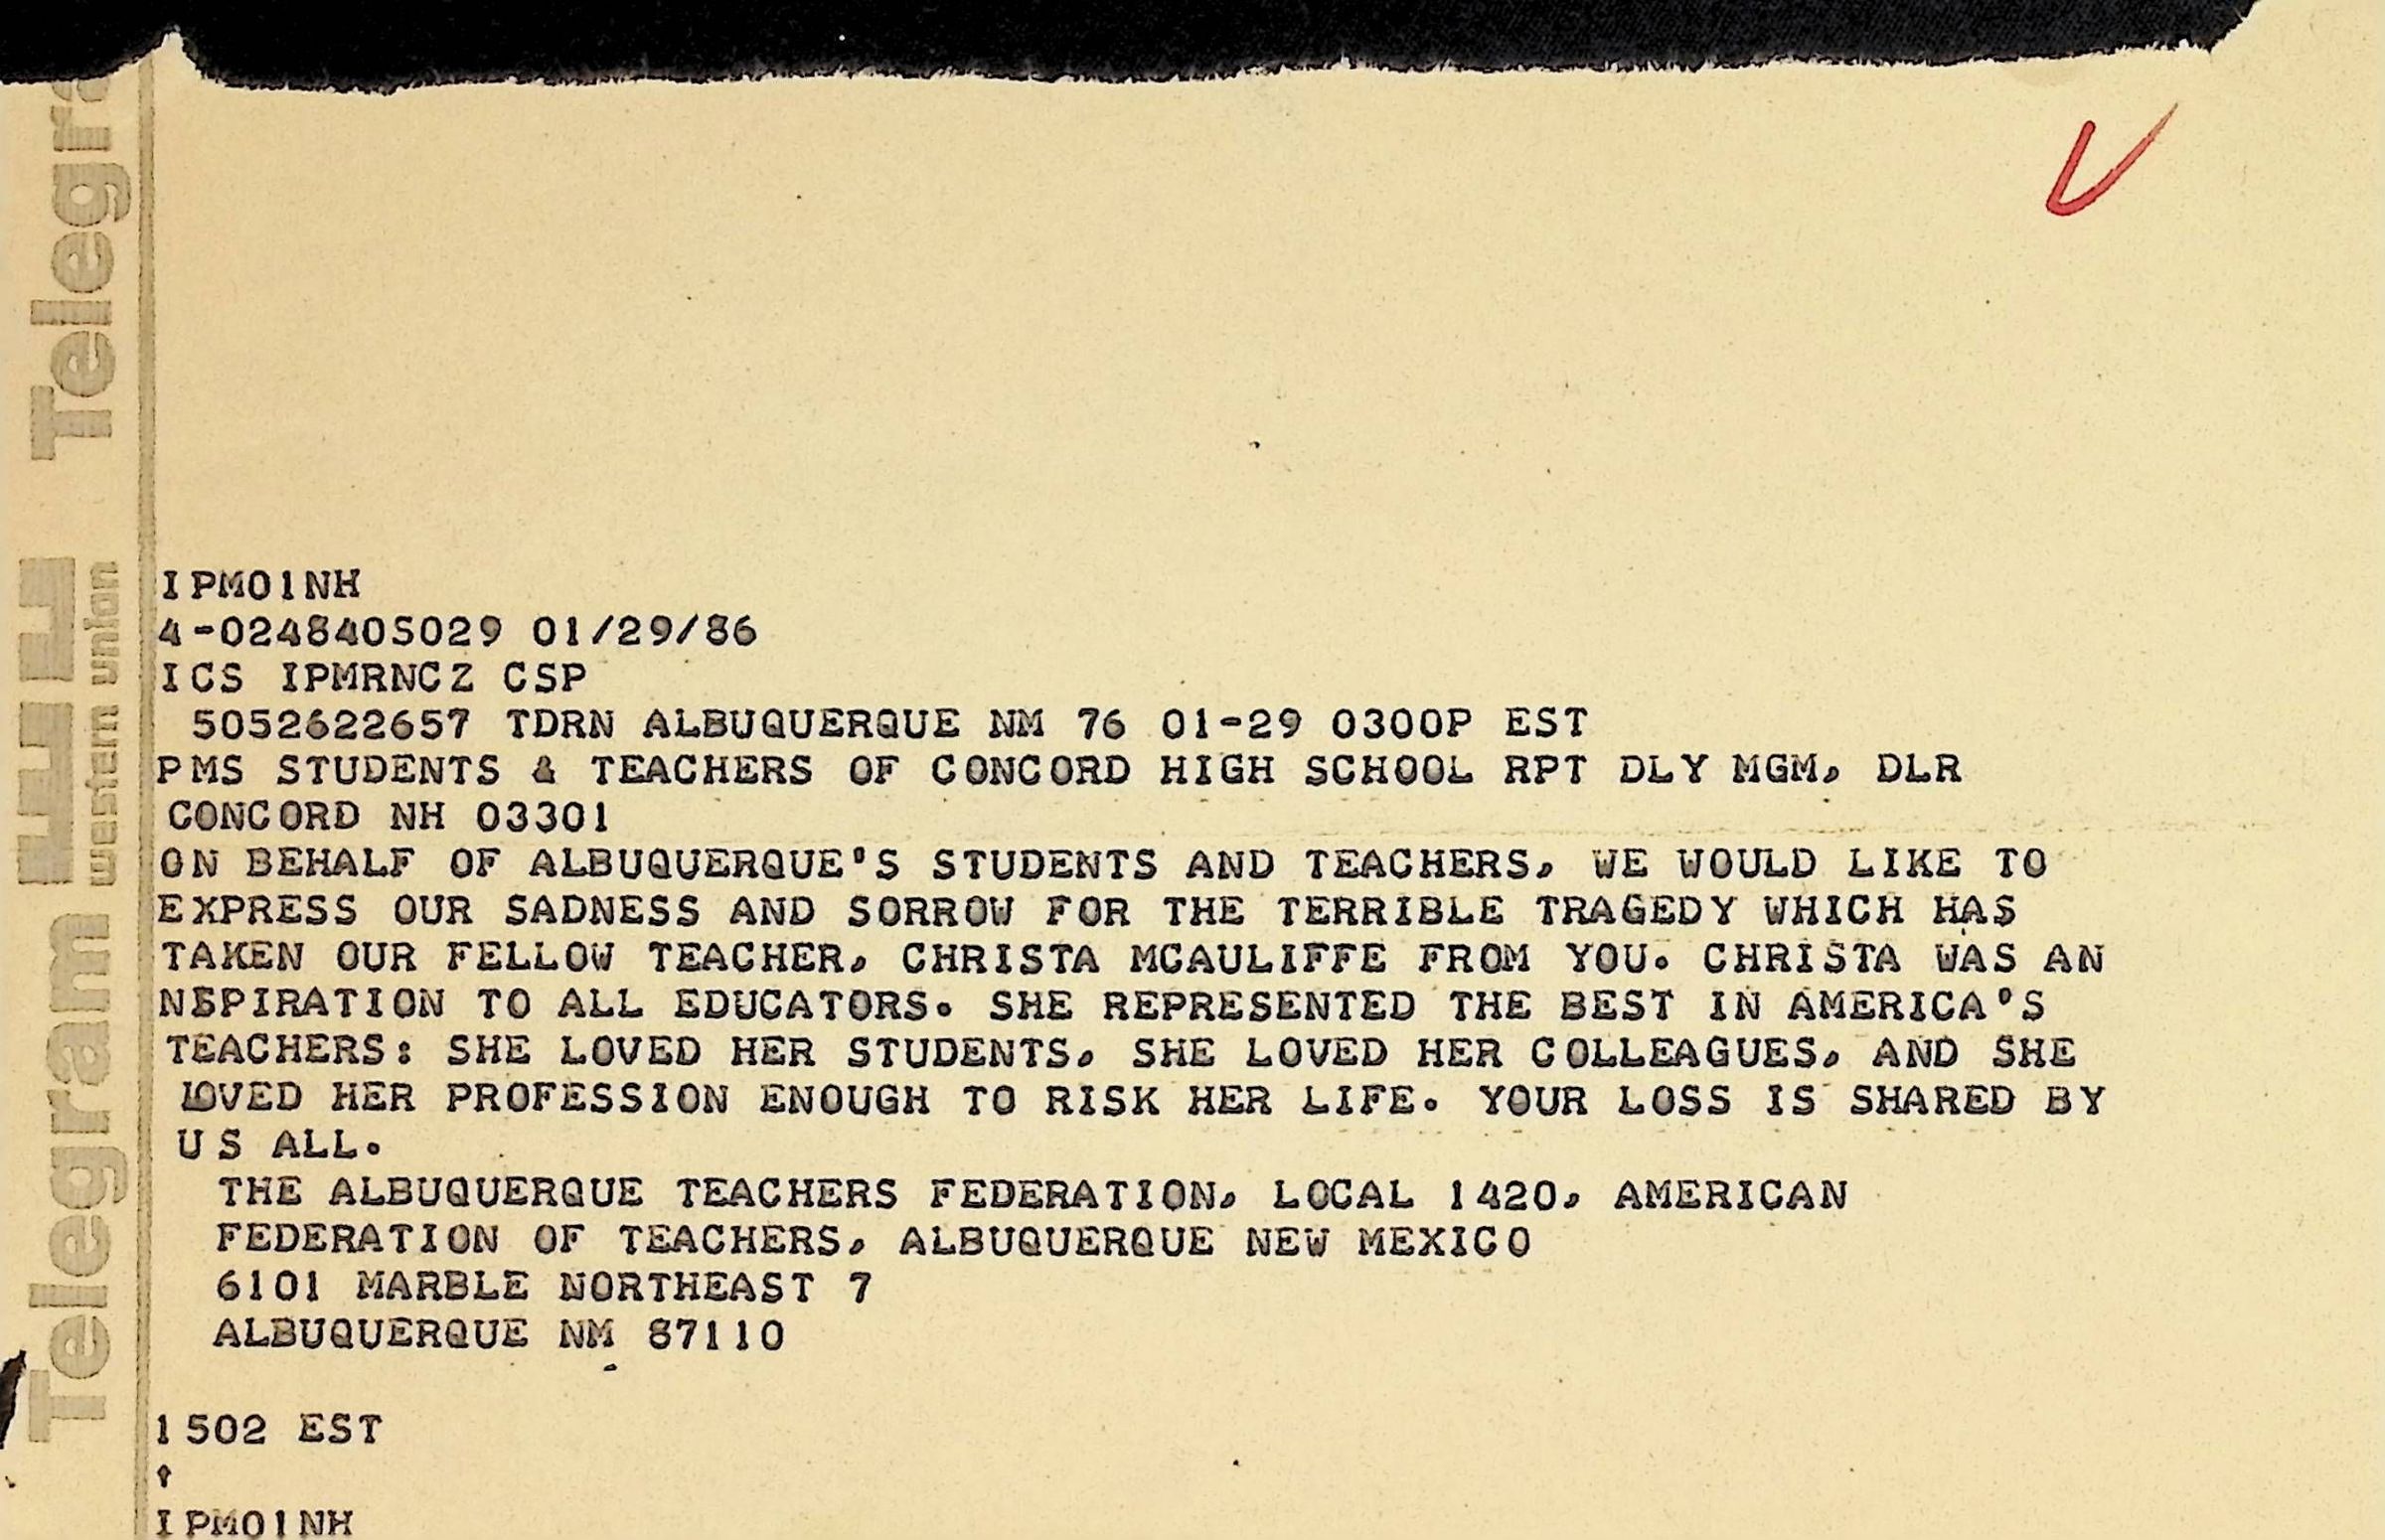 IPM01NH
4-024840S029 01/29/86
ICS IPMRNCZ CSP
5052622657 TDRN ALBUQUERQUE NM 76 01-29 0300P EST
PMS STUDENTS & TEACHERS OF CONCORD HIGH SCHOOL RPT DLY MGM, DLR
CONCORD NH 03301
ON BEHALF OF ALBUQUERQUE'S STUDENTS AND TEACHERS, WE WOULD LIKE TO
EXPRESS OUR SADNESS AND SORROW FOR THE TERRIBLE TRAGEDY WHICH HAS
TAKEN OUR FELLOW TEACHER, CHRISTA MCAULIFFE FROM YOU. CHRISTA WAS AN
NSPIRATION TO ALL EDUCATORS. SHE REPRESENTED THE BEST IN AMERICA'S
TEACHERS: SHE LOVED HER STUDENTS, SHE LOVED HER COLLEAGUES, AND SHE
LOVED HER PROFESSION ENOUGH TO RISK HER LIFE. YOUR LOSS IS SHARED BY
US ALL.
THE ALBUQUERQUE TEACHERS FEDERATION, LOCAL 1420, AMERICAN
FEDERATION OF TEACHERS, ALBUQUERQUE NEW MEXICO
6101 MARBLE NORTHEAST 7
ALBUQUERQUE NM 87110
1502 EST
IPM01NH
Telegram
western union
Telegra